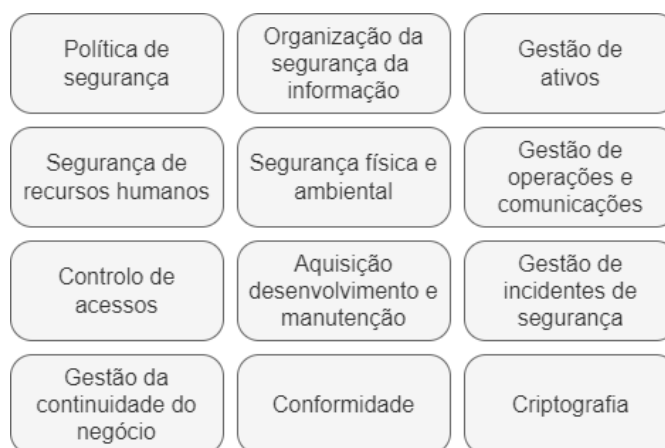 Política de
segurança
Organização da
segurança da
informação
Gestão de
ativos
Segurança de
recursos humanos
Segurança física e
ambiental
Gestão de
operações e
comunicações
Controlo de
acessos
Aquisição
desenvolvimento e
manutenção
Gestão de
incidentes de
segurança
Gestão da
continuidade do
negócio
Conformidade
Criptografia